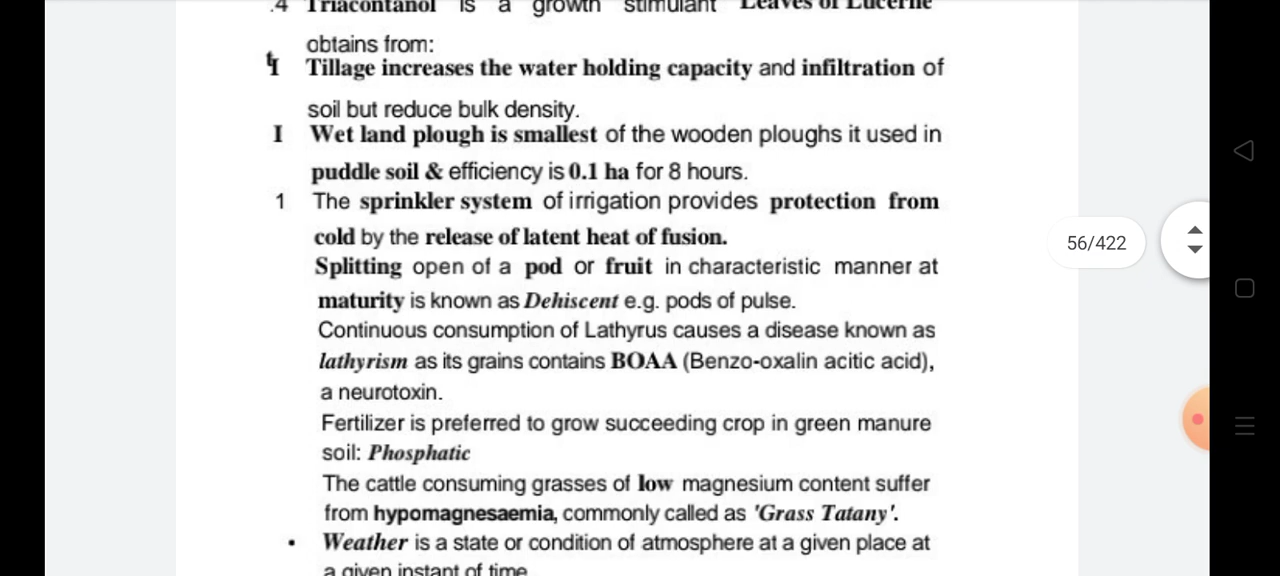 .4 Triacontanol is a growth stimulant Leaves of Lucerne
obtains from:
1 Tillage increases the water holding capacity and infiltration of
soil but reduce bulk density.
I Wet land plough is smallest of the wooden ploughs it used in
puddle soil & efficiency is 0.1 ha for 8 hours.
1 The sprinkler system of irrigation provides protection from
cold by the release of latent heat of fusion.
Splitting open of a pod or fruit in characteristic manner at
maturity is known as Dehiscent e.g. pods of pulse.
Continuous consumption of Lathyrus causes a disease known as
lathyrism as its grains contains BOAA (Benzo-oxalin acitic acid),
a neurotoxin.
Fertilizer is preferred to grow succeeding crop in green manure
soil: Phosphatic
The cattle consuming grasses of low magnesium content suffer
from hypomagnesaemia, commonly called as 'Grass Tatany'.
• Weather is a state or condition of atmosphere at a given place at
a given instant of time
56/422